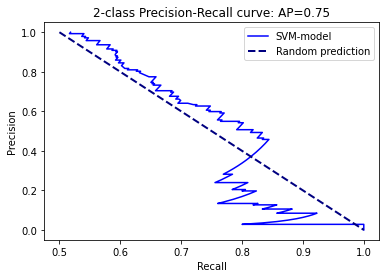 2-class Precision-Recall curve: AP=0.75
SVM-model
Random prediction
1.0
0.8
0.6
0.4
0.2
0.0
Precision
0.5 0.6 0.7 0.8 0.9 1.0
Recall